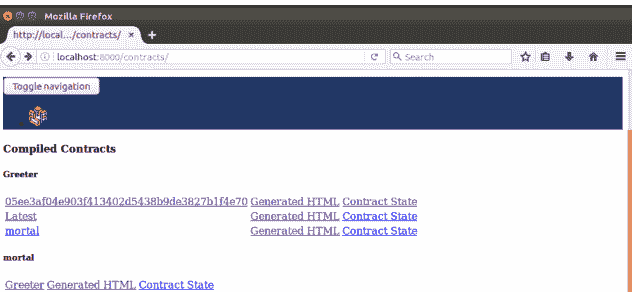 Mozilla Firefox
http://local.../contracts/ × +
localhost:8000/contracts/ Search
Toggle navigation
Compiled Contracts
Greeter
05ee3af04e903f413402d5438b9de3827b1f4e70 Generated HTML Contract State
Latest Generated HTML Contract State
mortal Generated HTML Contract State
mortal
Greeter Generated HTML Contract State